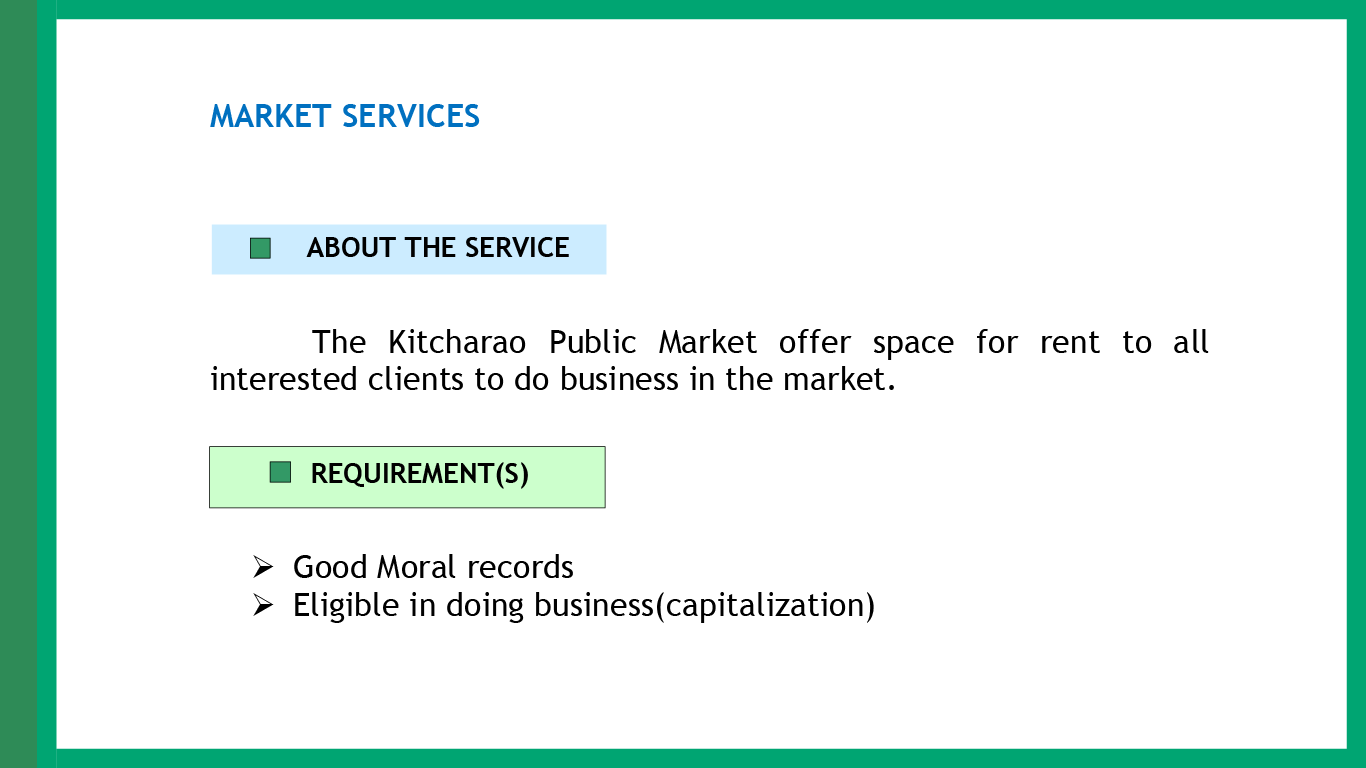 MARKET SERVICES
ABOUT THE SERVICE
The Kitcharao Public Market offer space for rent to all
interested clients to do business in the market.
REQUIREMENT(S)
Good Moral records
Eligible in doing business(capitalization)